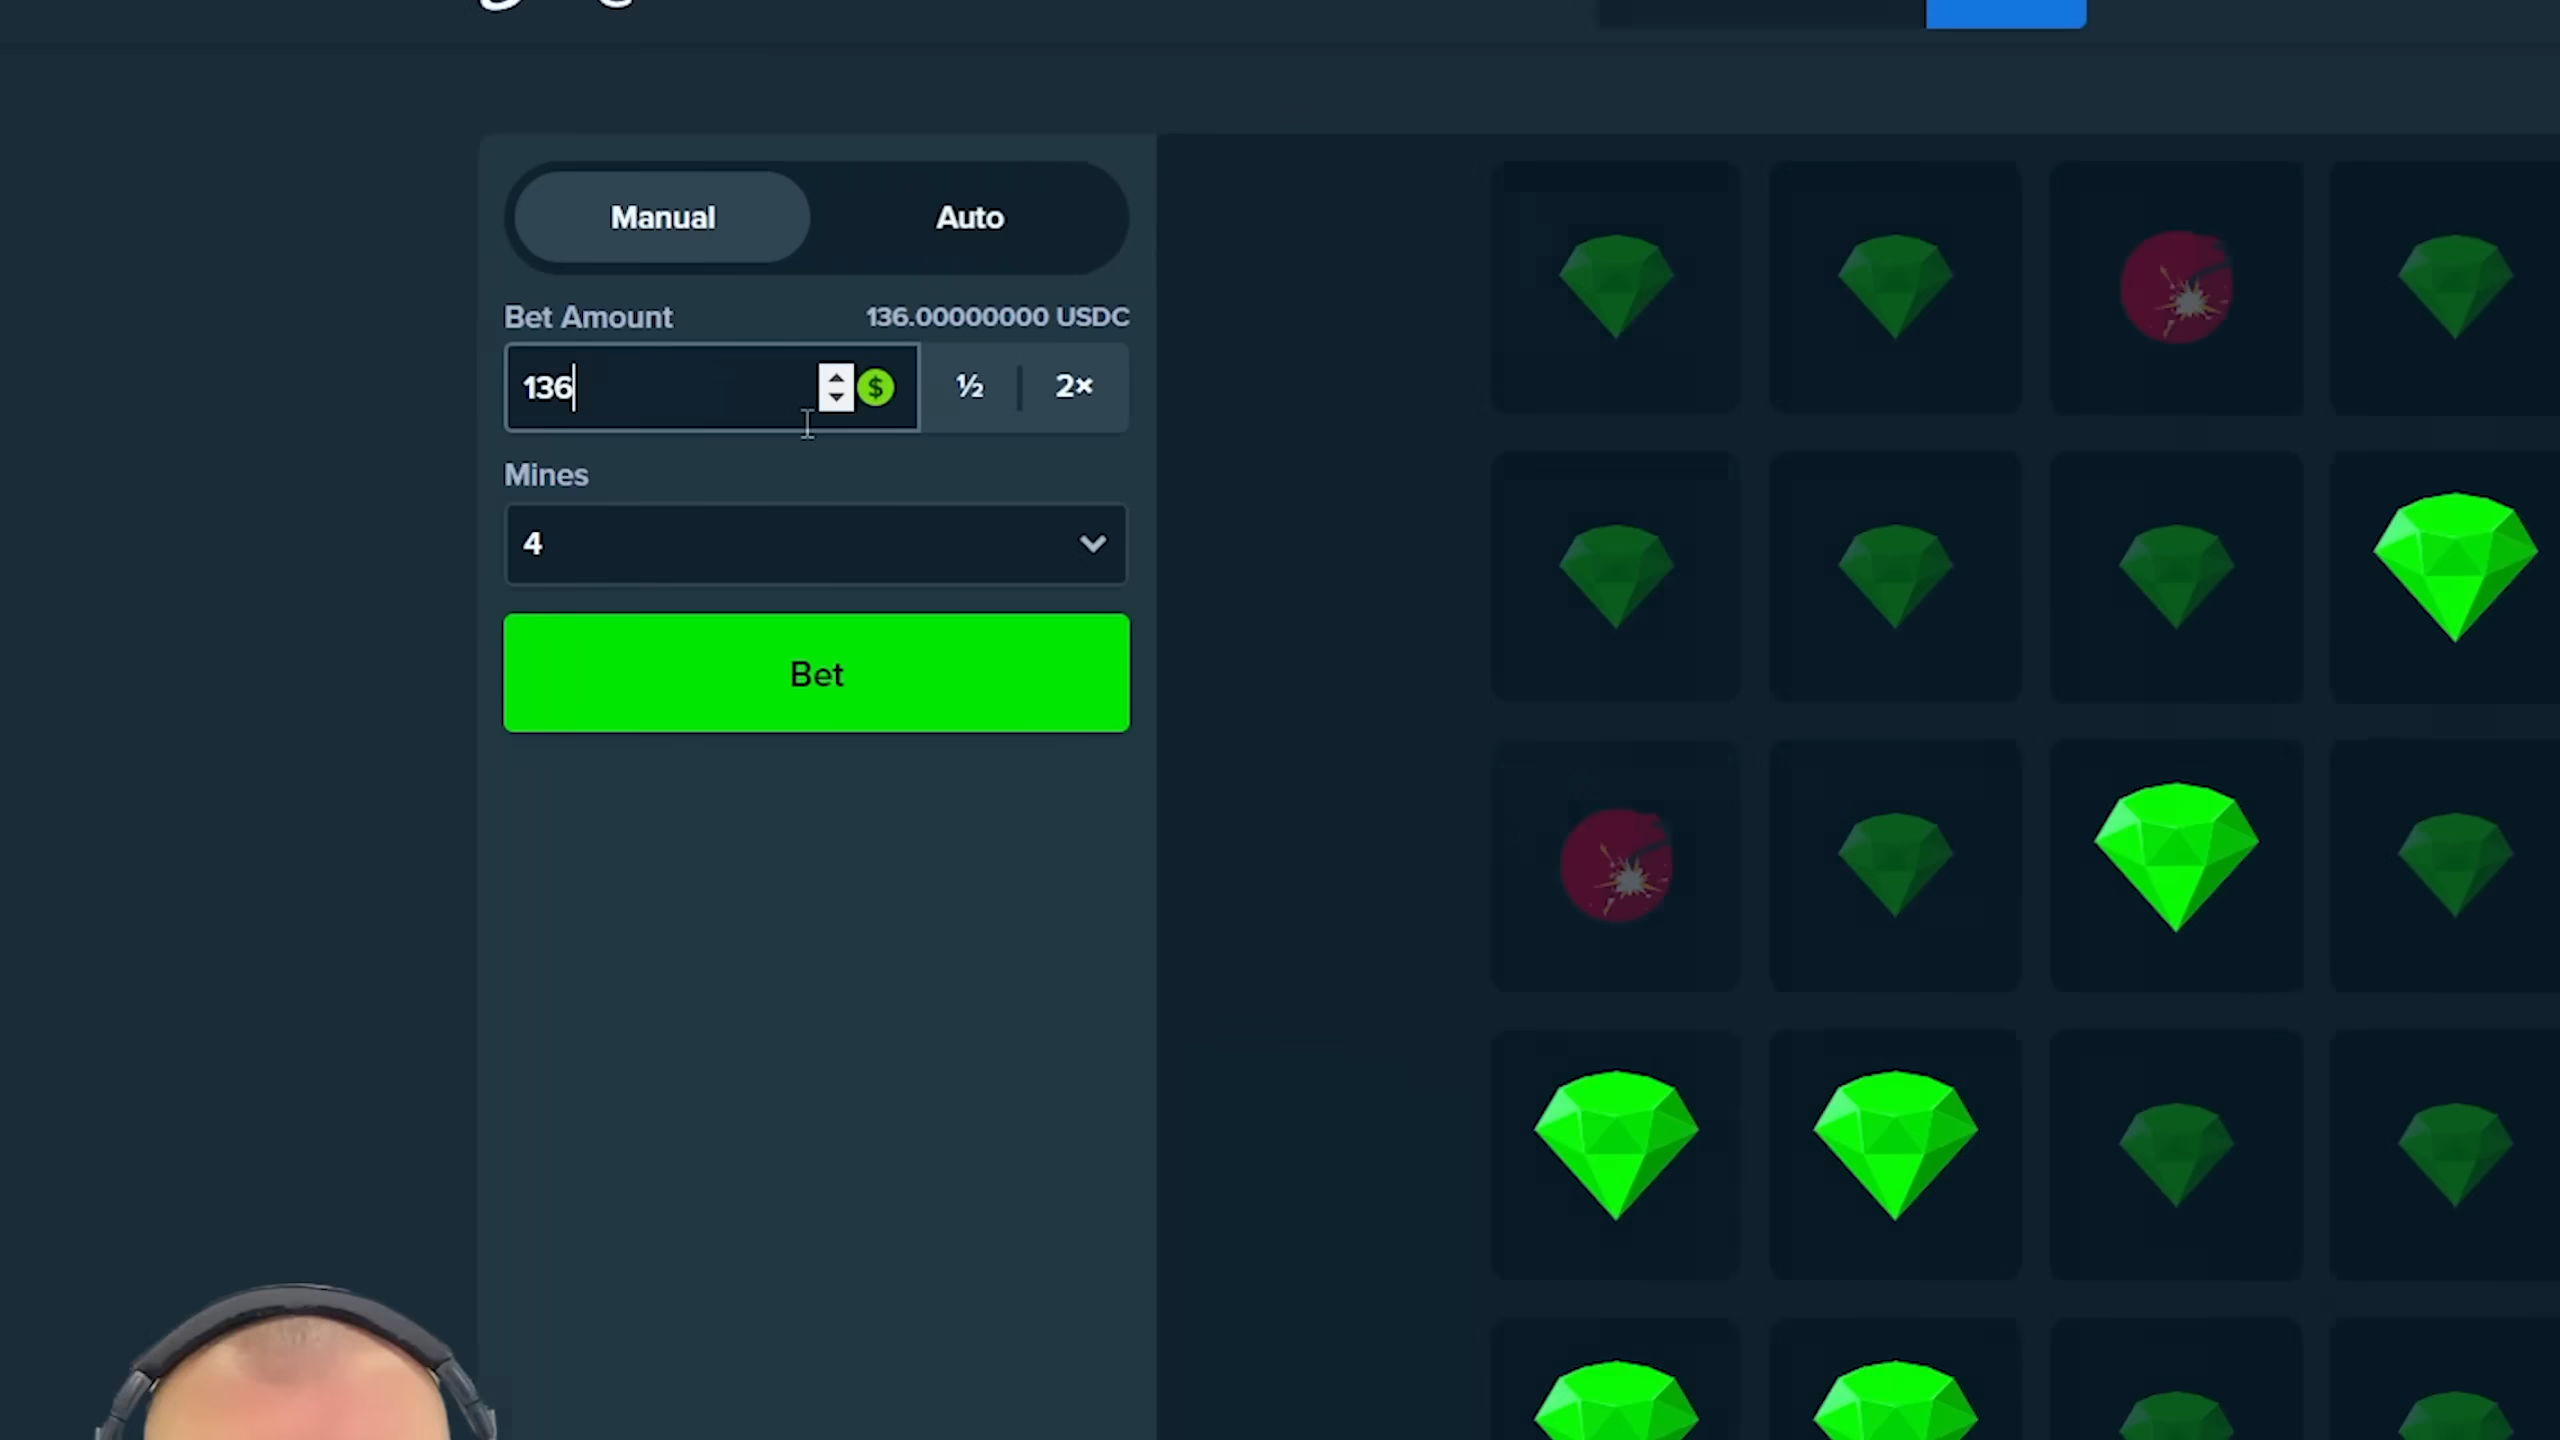 Manual Auto
Bet Amount 136.00000000 USDC
136 $ ½ 2×
Mines
4
Bet